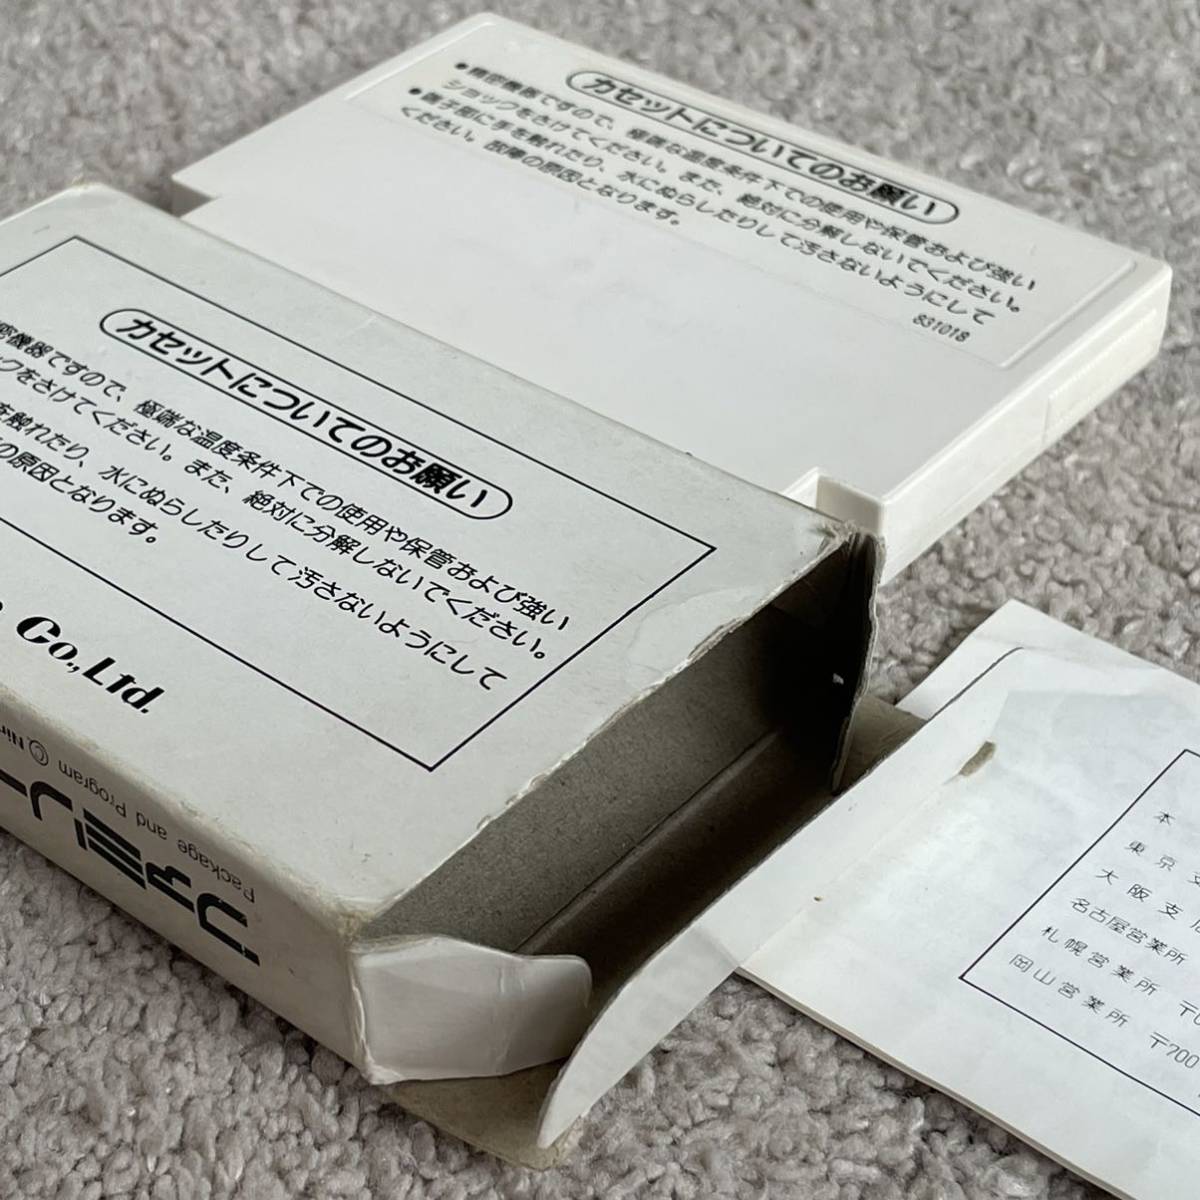 カセットについてのお願い
●精密機器ですので、極端な温度条件下での使用や保管および強い
ショックをさけてください。また、絶対に分解しないでください。
●端子部に手を触れたり、水にぬらしたりして汚さないようにして
ください。故障の原因となります。
831018
カセットについてのお願い
密機器ですので、極端な温度条件下での使用や保管および強い
ックをさけてください。また、絶対に分解しないでください。
を触れたり、水にぬらしたりして汚さないようにして
の原因となります。
Co.,Ltd.
Package and Program © Nin
ファミリー
本
東京支
大阪支店
名古屋営業所
札幌営業所 〒0
岡山営業所 〒700